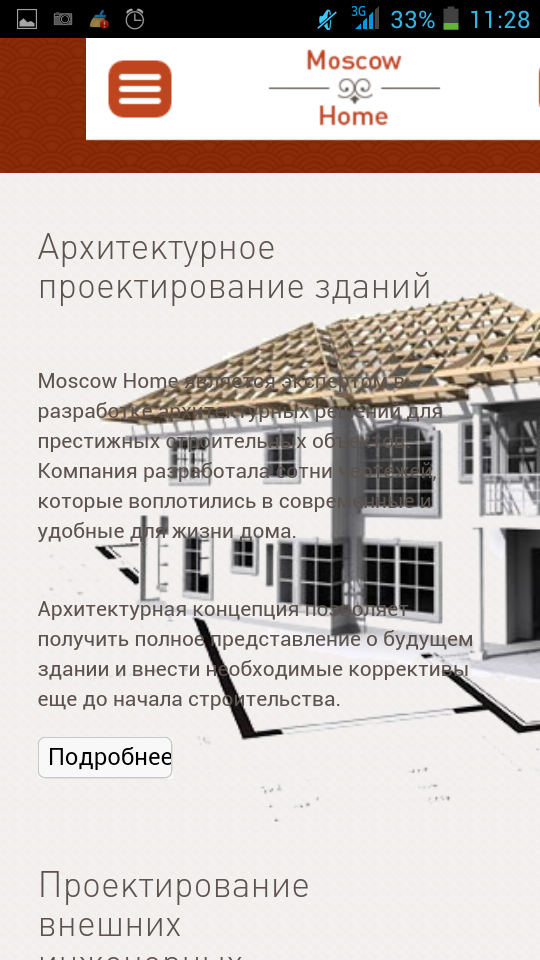 3G 33% 11:28
Moscow
Home
Архитектурное
проектирование зданий
Moscow Home является экспертом в
разработке архитектурных решений для
престижных строительных объектов.
Компания разработала сотни чертежей,
которые воплотились в современные и
удобные для жизни дома.
Архитектурная концепция позволяет
получить полное представление о будущем
здании и внести необходимые коррективы
еще до начала строительства.
Подробнее
Проектирование
внешних
инженерных